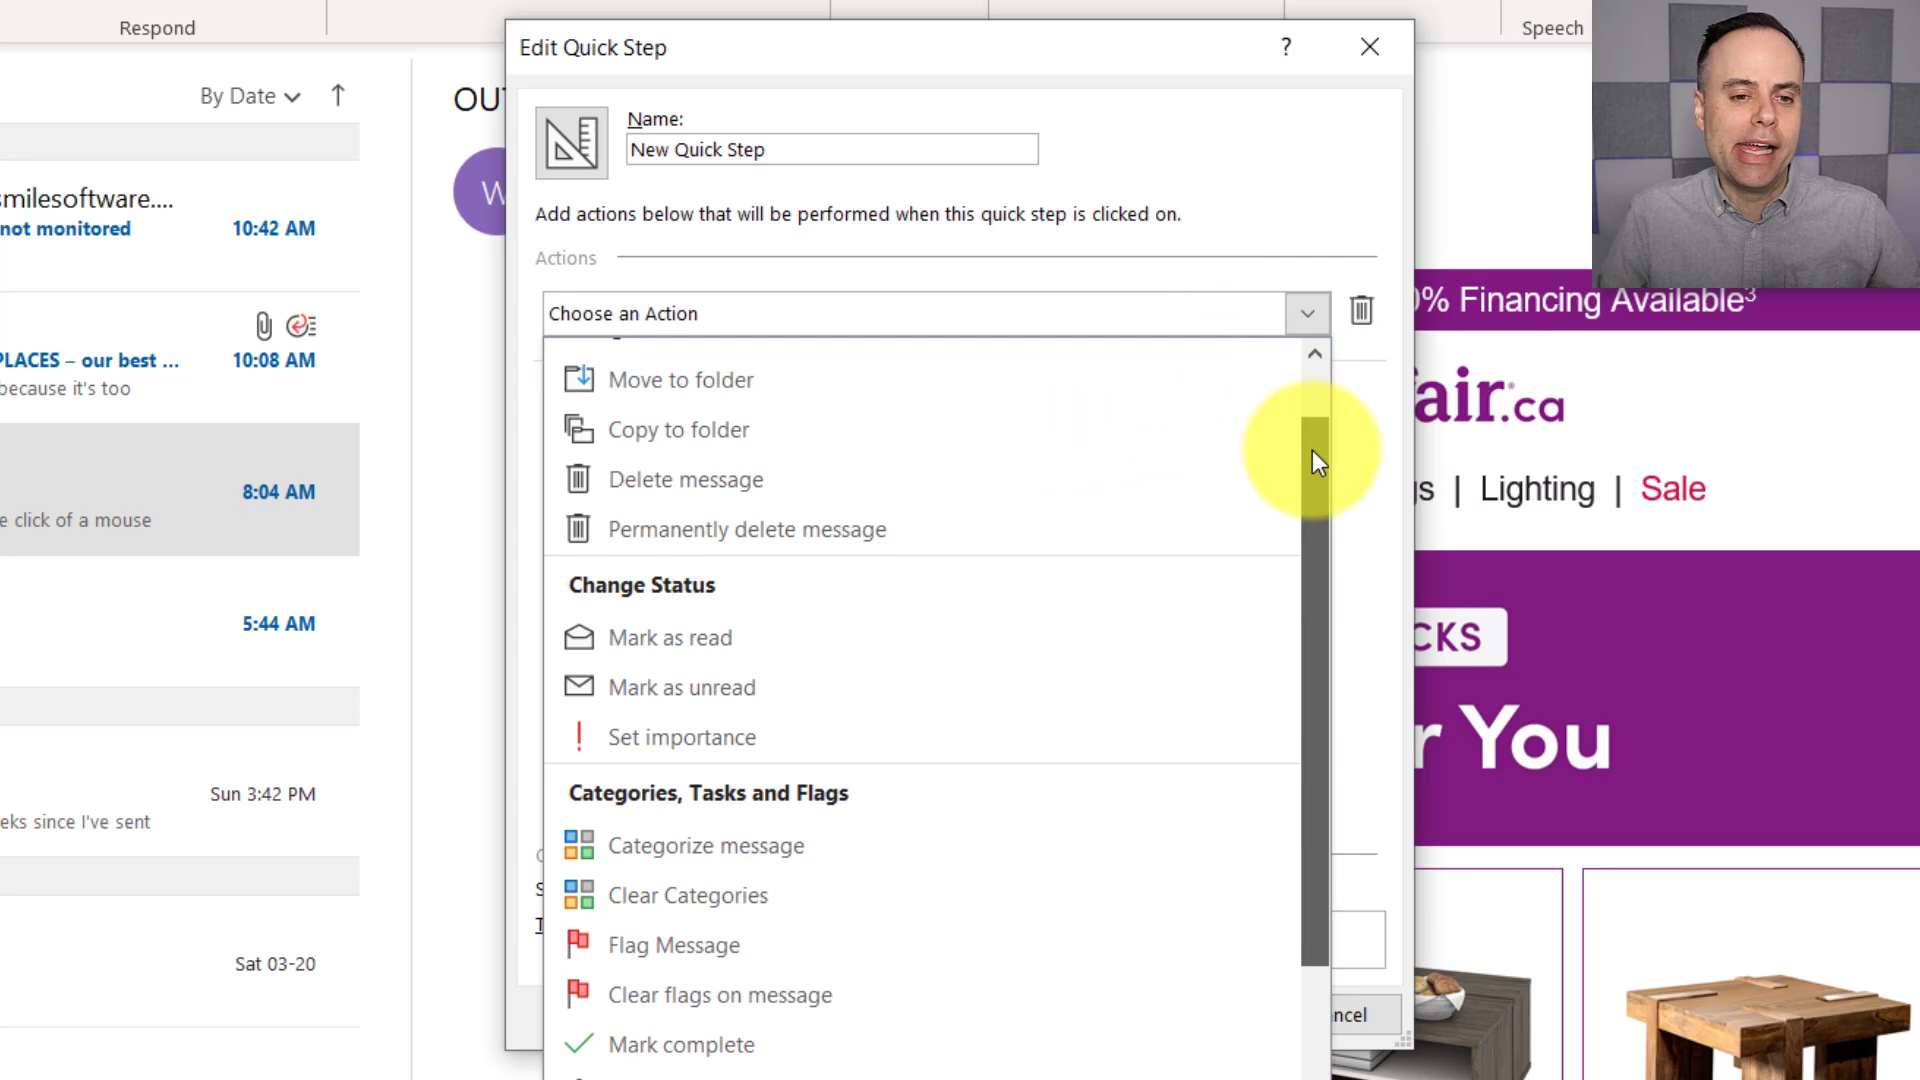 Respond
Speech
By Date
smilesoftware....
not monitored 10:42 AM
PLACES – our best ... 10:08 AM
because it's too
8:04 AM
e click of a mouse
5:44 AM
Sun 3:42 PM
eks since I've sent
Sat 03-20
OUT
W
Edit Quick Step
?
Name:
New Quick Step
Add actions below that will be performed when this quick step is clicked on.
Actions
Choose an Action
Move to folder
Copy to folder
Delete message
Permanently delete message
Change Status
Mark as read
Mark as unread
Set importance
Categories, Tasks and Flags
Categorize message
Clear Categories
Flag Message
Clear flags on message
Mark complete
ncel
0% Financing Available³
fair.ca
gs | Lighting | Sale
CKS
r You